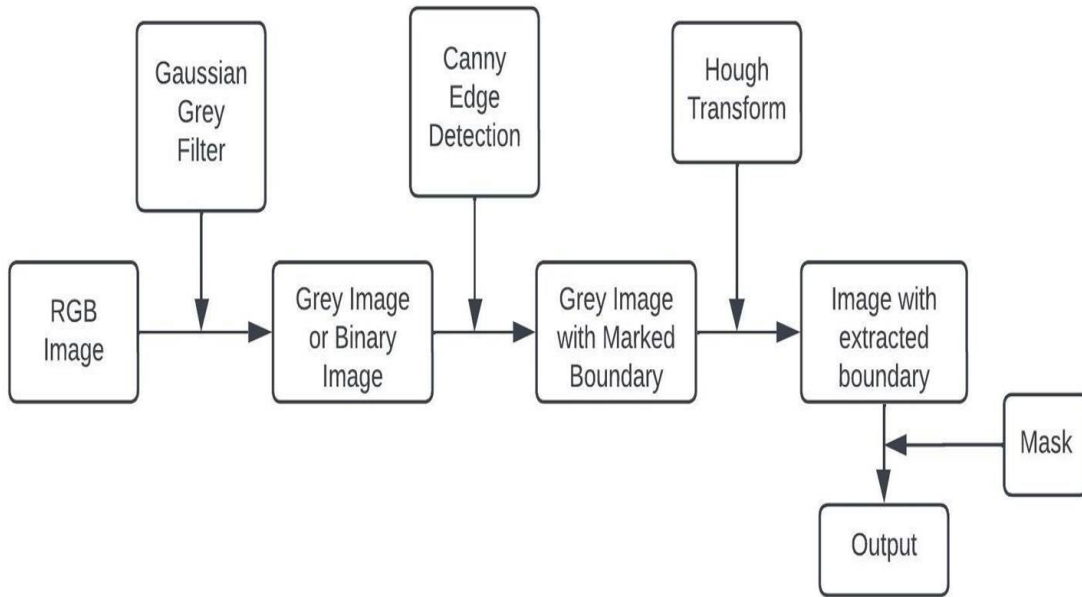 Gaussian
Grey
Filter
Canny
Edge
Detection
Hough
Transform
RGB
Image
Grey Image
or Binary
Image
Grey Image
with Marked
Boundary
Image with
extracted
boundary
Mask
Output